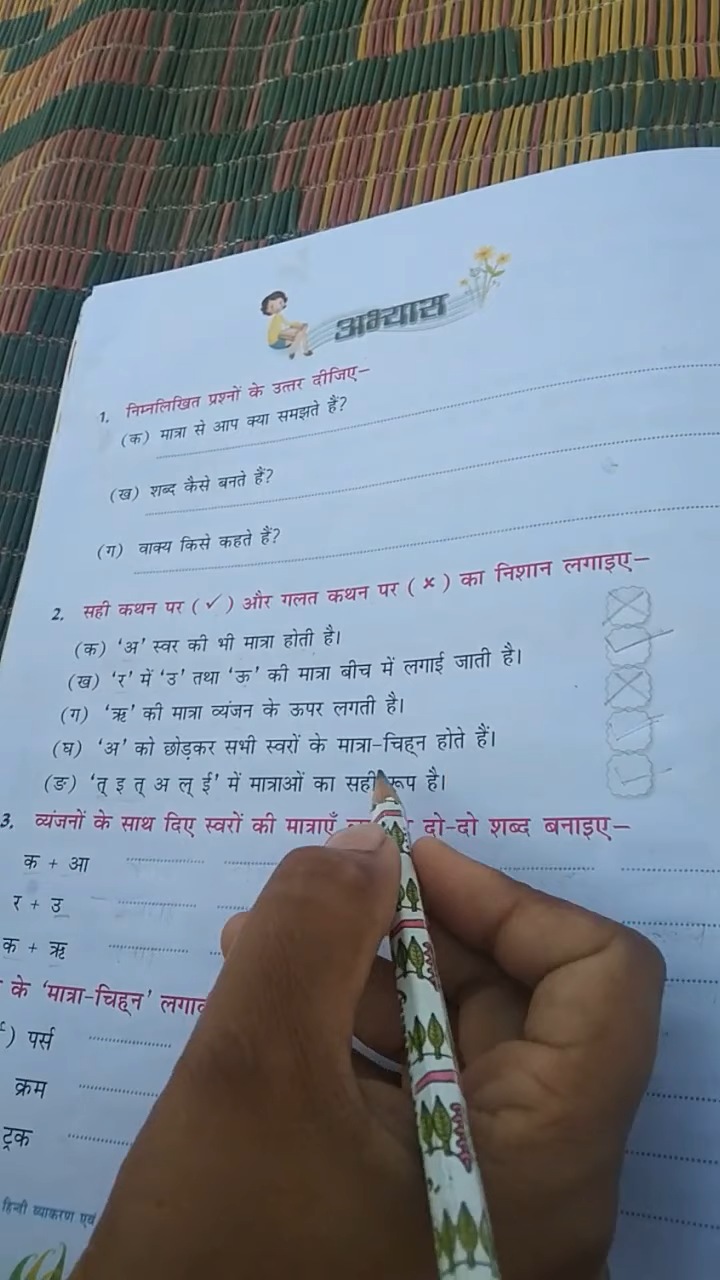 अभ्यास
1. निम्नलिखित प्रश्नों के उत्तर दीजिए–
(क) मात्रा से आप क्या समझते हैं?
(ख) शब्द कैसे बनते हैं?
(ग) वाक्य किसे कहते हैं?
2. सही कथन पर (✓) और गलत कथन पर (×) का निशान लगाइए–
(क) ‘अ’ स्वर की भी मात्रा होती है। ×
(ख) ‘र’ में ‘उ’ तथा ‘ऊ’ की मात्रा बीच में लगाई जाती है। ✓
(ग) ‘ऋ’ की मात्रा व्यंजन के ऊपर लगती है। ×
(घ) ‘अ’ को छोड़कर सभी स्वरों के मात्रा-चिह्न होते हैं। ✓
(ङ) ‘त् इ त् अ ल् ई’ में मात्राओं का सही रूप है। ✓
3. व्यंजनों के साथ दिए स्वरों की मात्राएँ दो-दो शब्द बनाइए–
क + आ
र + उ
क + ऋ
के ‘मात्रा-चिह्न’
) पर्स
क्रम
ट्रक
हिन्दी व्याकरण एवं